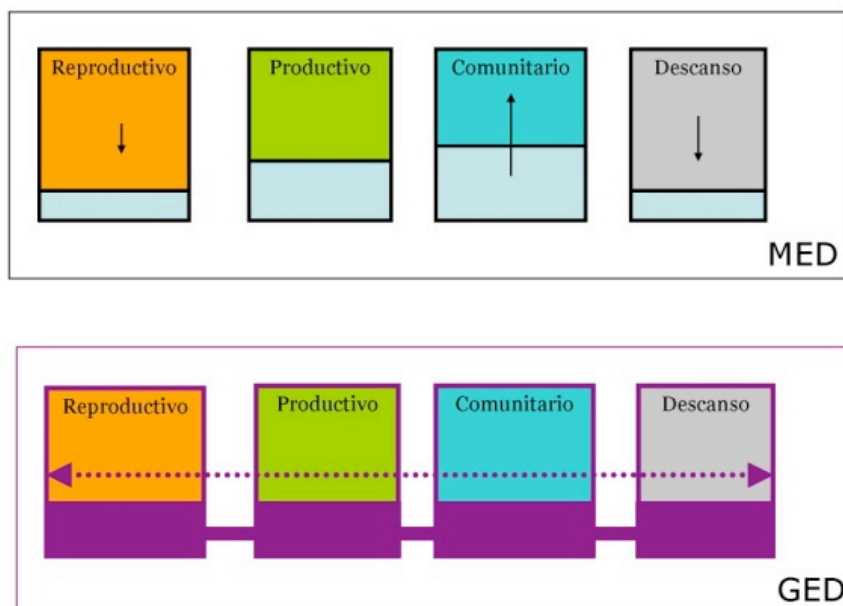 Reproductivo
Productivo
Comunitario
Descanso
MED
Reproductivo
Productivo
Comunitario
Descanso
GED